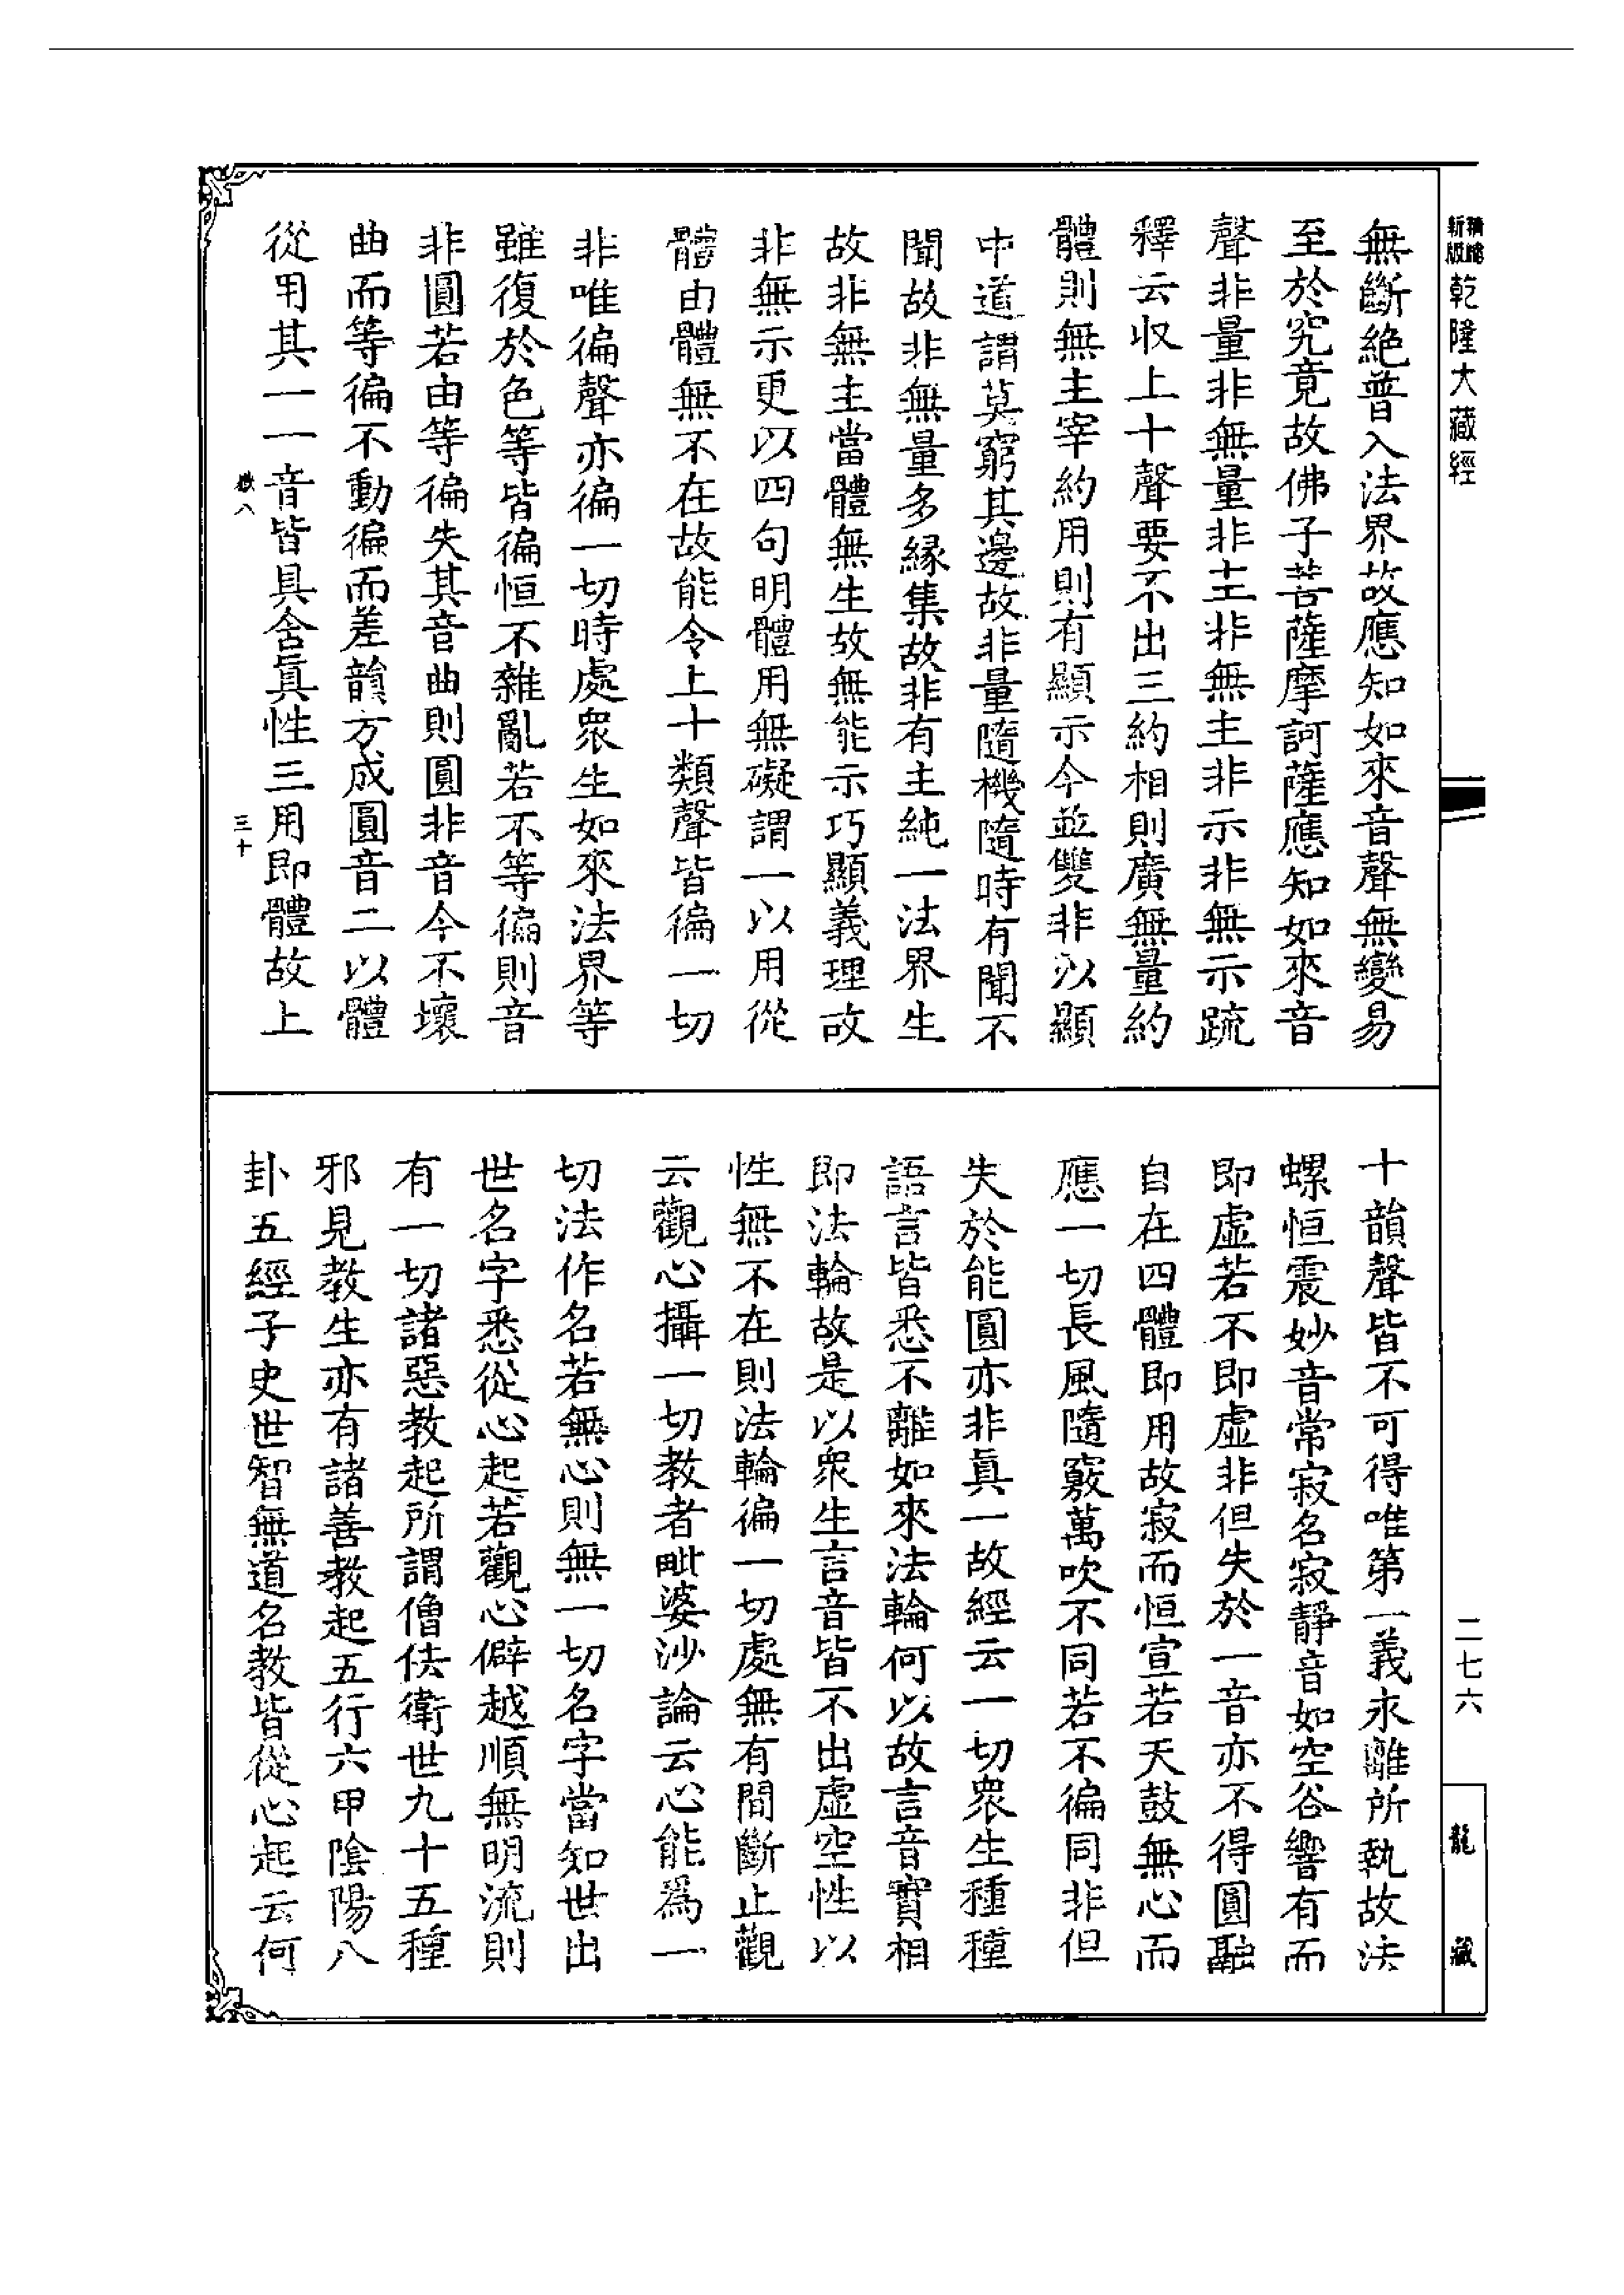 新版
精縮
乾隆大藏經
無斷絶普入法界故應知如來音聲無變易
至於究竟故佛子菩薩摩訶薩應知如來音
聲非量非無量非主非無主非示非無示疏
釋云収上十聲要不出三約相則廣無量約
體則無主宰約用則有顯示今並雙非以顯
中道謂莫窮其邊故非量隨機隨時有聞不
聞故非無量多緣集故非有主純一法界生
故非無主當體無生故無能示巧顯義理故
非無示更以四句明體用無礙謂一以用從
體由體無不在故能令上十類聲皆徧一切
非唯徧聲亦徧一切時處衆生如來法界等
雖復於色等皆徧恒不雜亂若不等徧則音
非圓若由等徧失其音曲則圓非音今不壞
曲而等徧不動徧而差韻方成圓音二以體
從用其一一音皆具含眞性三用即體故上
八
三十
十韻聲皆不可得唯第一義永離所執故法
螺恒震妙音常寂名寂靜音如空谷響有而
即虛若不即虛非但失於一音亦不得圓融
自在四體即用故寂而恒宣若天鼓無心而
應一切長風隨竅萬吹不同若不徧同非但
失於能圓亦非眞一故經云一切衆生種種
語言皆悉不離如來法輪何以故言音實相
即法輪故是以衆生言音皆不出虛空性以
性無不在則法輪徧一切處無有間斷止觀
云觀心攝一切教者毗婆沙論云心能爲一
切法作名若無心則無一切名字當知世出
世名字悉從心起若觀心僻越順無明流則
有一切諸惡教起所謂僧佉衛世九十五種
邪見教生亦有諸善教起五行六甲陰陽八
卦五經子史世智無道名教皆從心起云何
二七六
龍藏